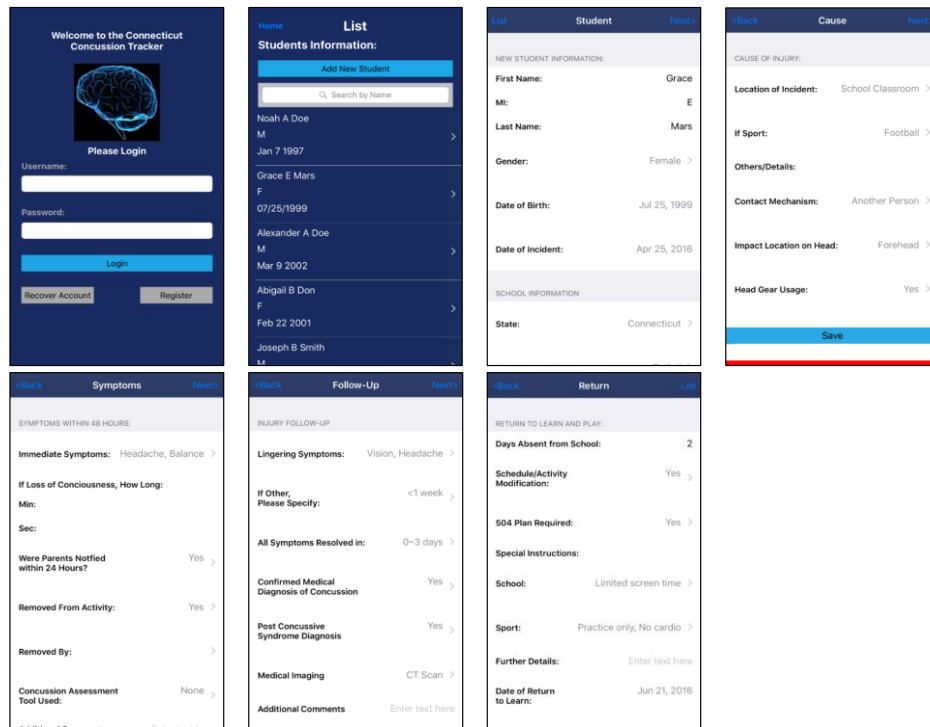 Welcome to the Connecticut
Concussion Tracker
Please Login
Username:
Password:
Login
Recover Account
Register
Home
List
Students Information:
Add New Student
Search by Name
Noah A Doe
M
Jan 7 1997
Grace E Mars
F
07/25/1999
Alexander A Doe
M
Mar 9 2002
Abigail B Don
F
Feb 22 2001
Joseph B Smith
M
List Student Next>
NEW STUDENT INFORMATION:
First Name: Grace
MI: E
Last Name: Mars
Gender: Female >
Date of Birth: Jul 25, 1999
Date of Incident: Apr 25, 2016
SCHOOL INFORMATION
State: Connecticut >
<Back Cause Next
CAUSE OF INJURY:
Location of Incident: School Classroom >
If Sport: Football >
Others/Details:
Contact Mechanism: Another Person >
Impact Location on Head: Forehead >
Head Gear Usage: Yes >
Save
<Back Symptoms Next>
SYMPTOMS WITHIN 48 HOURS:
Immediate Symptoms: Headache, Balance >
If Loss of Conciousness, How Long:
Min:
Sec:
Were Parents Notfied
within 24 Hours?
Yes >
Removed From Activity: Yes >
Removed By: >
Concussion Assessment
Tool Used:
None >
<Back Follow-Up Next>
INJURY FOLLOW-UP
Lingering Symptoms: Vision, Headache >
If Other,
Please Specify:
<1 week >
All Symptoms Resolved in: 0~3 days >
Confirmed Medical
Diagnosis of Concussion
Yes >
Post Concussive
Syndrome Diagnosis
Yes >
Medical Imaging CT Scan >
Additional Comments Enter text here
<Back Return List
RETURN TO LEARN AND PLAY:
Days Absent from School: 2
Schedule/Activity
Modification:
Yes >
504 Plan Required: Yes >
Special Instructions:
School: Limited screen time >
Sport: Practice only, No cardio >
Further Details: Enter text here
Date of Return
to Learn:
Jun 21, 2016